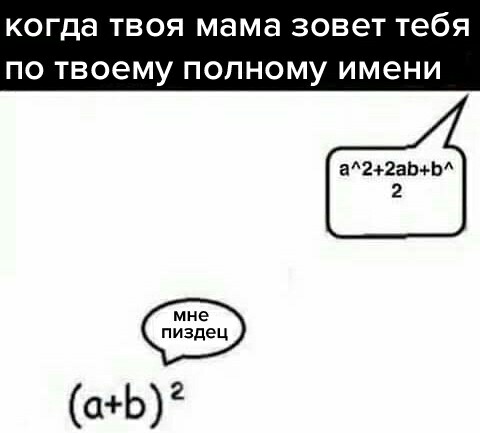 когда твоя мама зовет тебя
по твоему полному имени
a^2+2ab+b^
2
мне
пиздец
(a+b)²